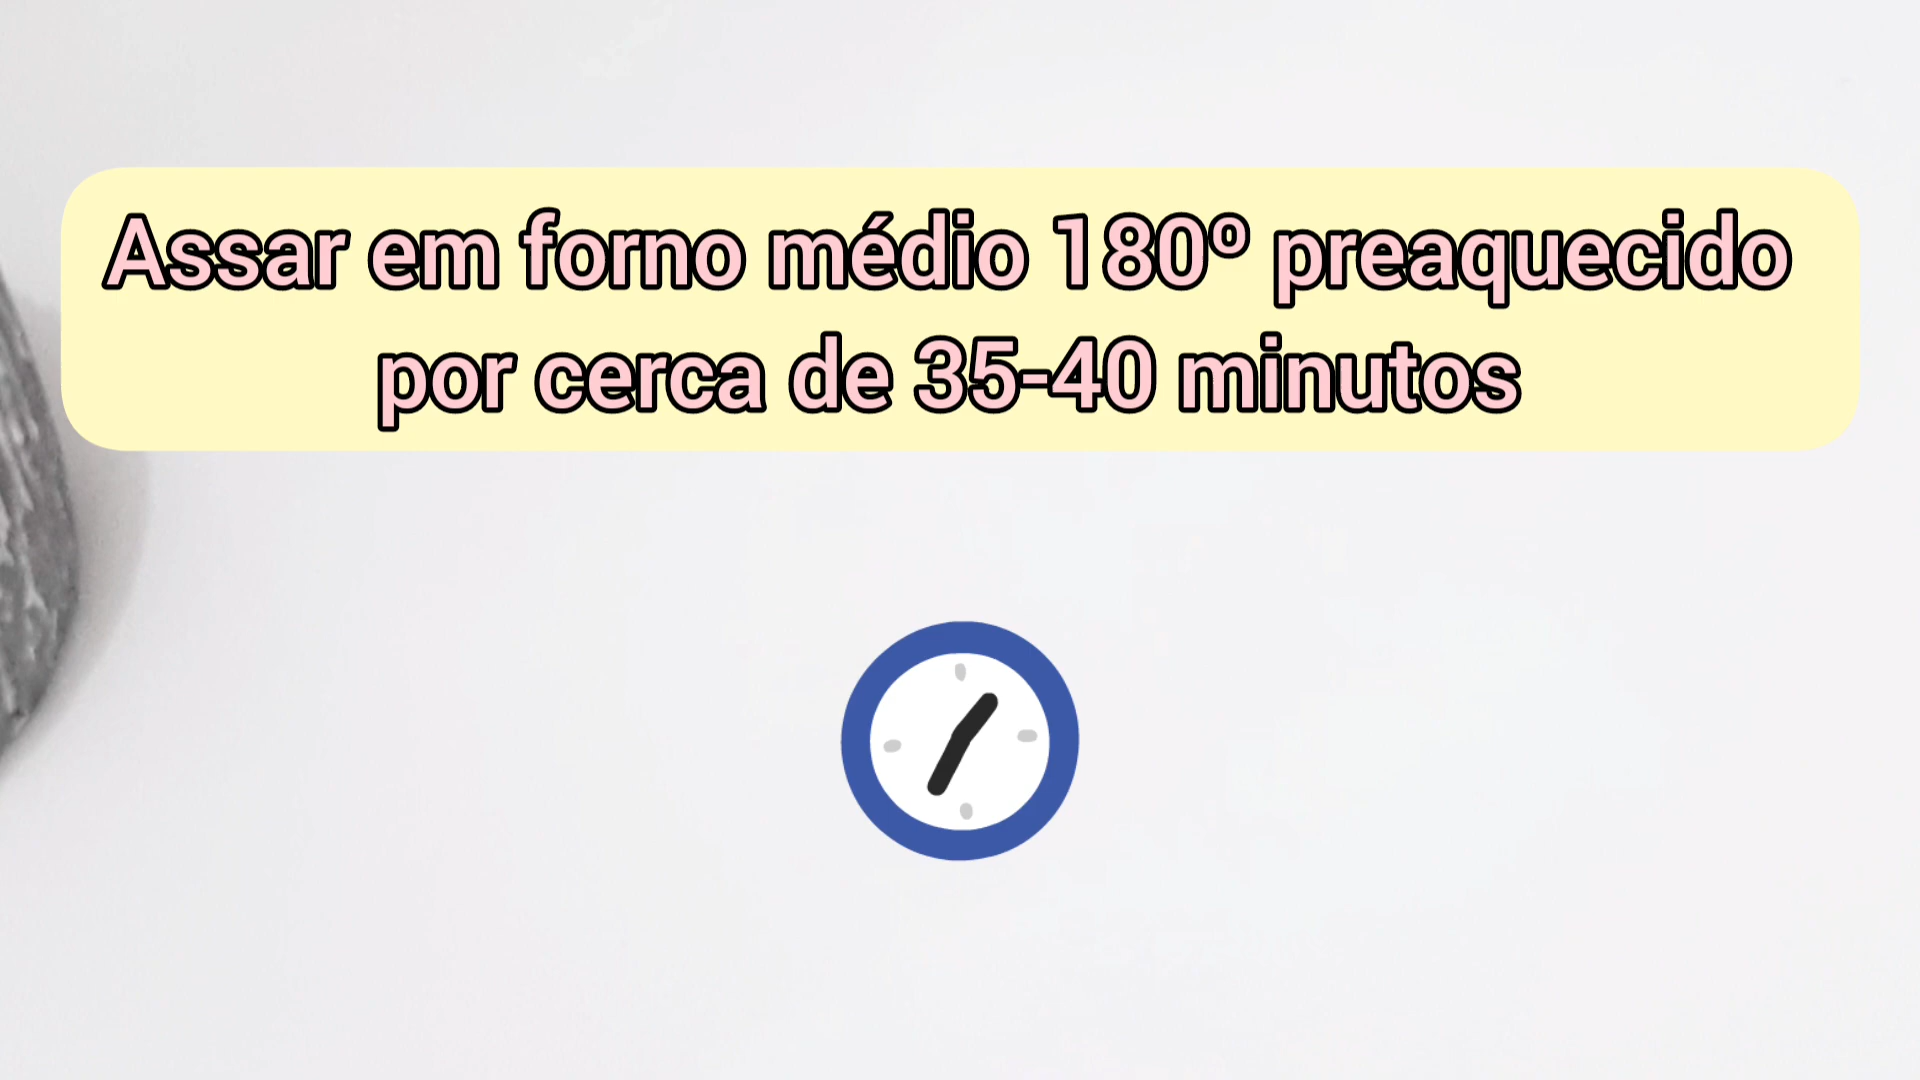 Assar em forno médio 180º preaquecido
por cerca de 35-40 minutos